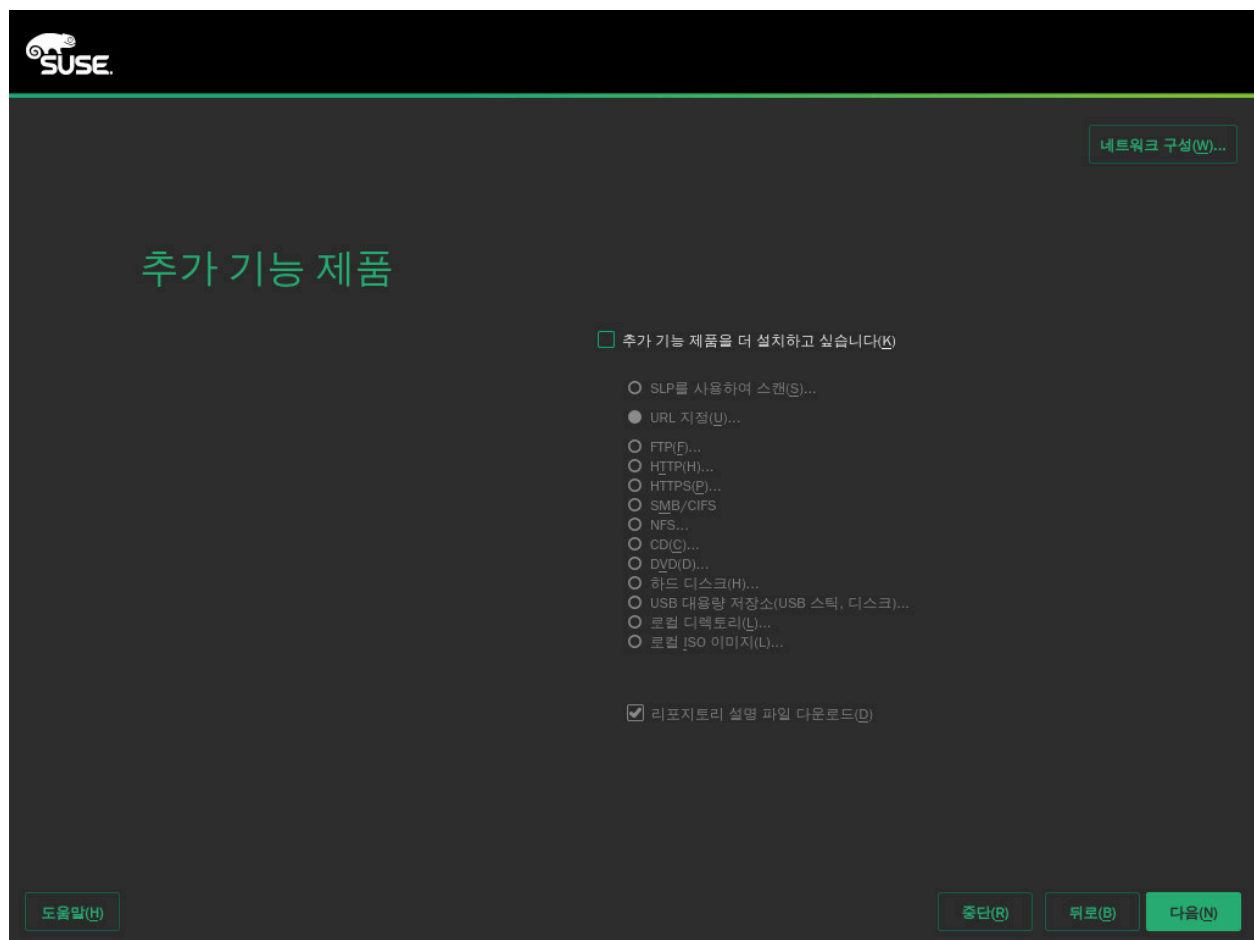 SUSE.
네트워크 구성(W)...
추가 기능 제품
추가 기능 제품을 더 설치하고 싶습니다(K)
SLP를 사용하여 스캔(S)...
URL 지정(U)...
FTP(F)...
HTTP(H)...
HTTPS(P)...
SMB/CIFS
NFS...
CD(C)...
DVD(D)...
하드 디스크(H)...
USB 대용량 저장소(USB 스틱, 디스크)...
로컬 디렉토리(L)...
로컬 ISO 이미지(L)...
리포지토리 설명 파일 다운로드(D)
도움말(H)
중단(R)
뒤로(B)
다음(N)